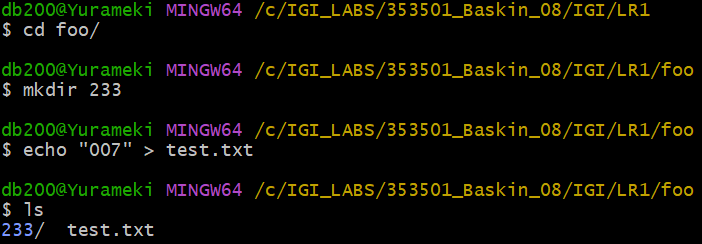 db200@Yurameki MINGW64 /c/IGI_LABS/353501_Baskin_08/IGI/LR1
$ cd foo/
db200@Yurameki MINGW64 /c/IGI_LABS/353501_Baskin_08/IGI/LR1/foo
$ mkdir 233
db200@Yurameki MINGW64 /c/IGI_LABS/353501_Baskin_08/IGI/LR1/foo
$ echo "007" > test.txt
db200@Yurameki MINGW64 /c/IGI_LABS/353501_Baskin_08/IGI/LR1/foo
$ ls
233/  test.txt